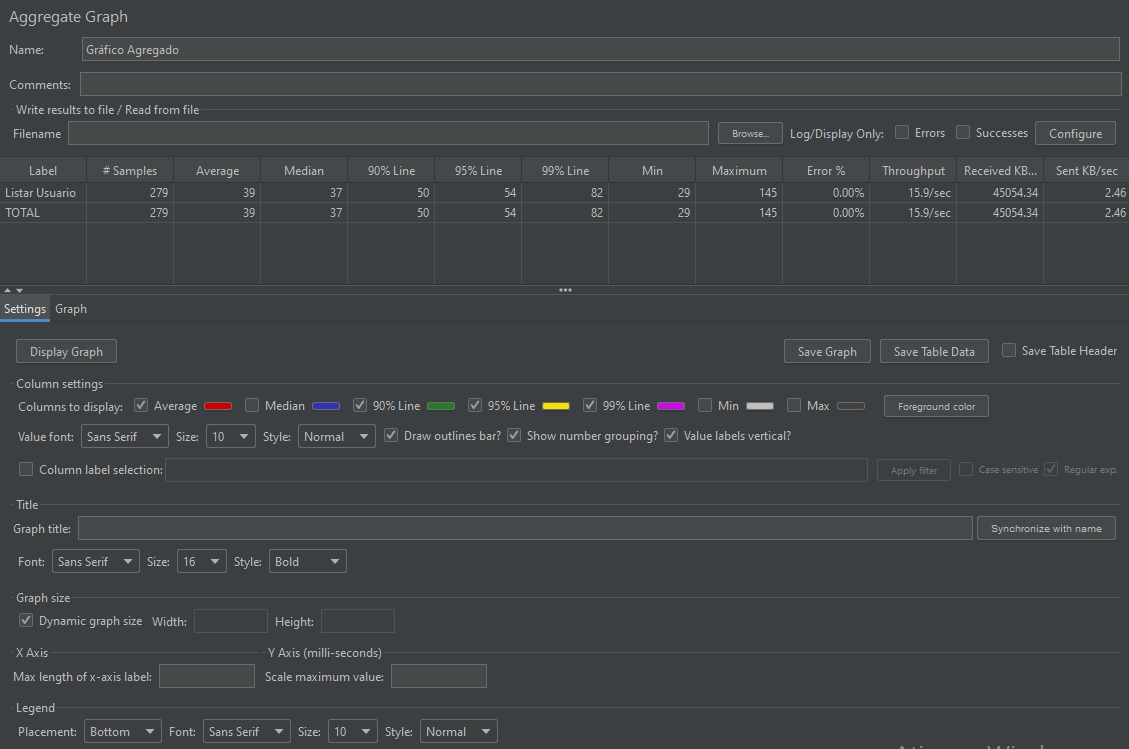 Aggregate Graph
Name: Gráfico Agregado
Comments:
Write results to file / Read from file
Filename Browse... Log/Display Only: Errors Successes Configure
Label # Samples Average Median 90% Line 95% Line 99% Line Min Maximum Error % Throughput Received KB... Sent KB/sec
Listar Usuario 279 39 37 50 54 82 29 145 0.00% 15.9/sec 45054.34 2.46
TOTAL 279 39 37 50 54 82 29 145 0.00% 15.9/sec 45054.34 2.46
Settings Graph
Display Graph Save Graph Save Table Data Save Table Header
Column settings
Columns to display: Average Median 90% Line 95% Line 99% Line Min Max Foreground color
Value font: Sans Serif Size: 10 Style: Normal Draw outlines bar? Show number grouping? Value labels vertical?
Column label selection: Apply filter Case sensitive Regular exp.
Title
Graph title: Synchronize with name
Font: Sans Serif Size: 16 Style: Bold
Graph size
Dynamic graph size Width: Height:
X Axis Y Axis (milli-seconds)
Max length of x-axis label: Scale maximum value:
Legend
Placement: Bottom Font: Sans Serif Size: 10 Style: Normal